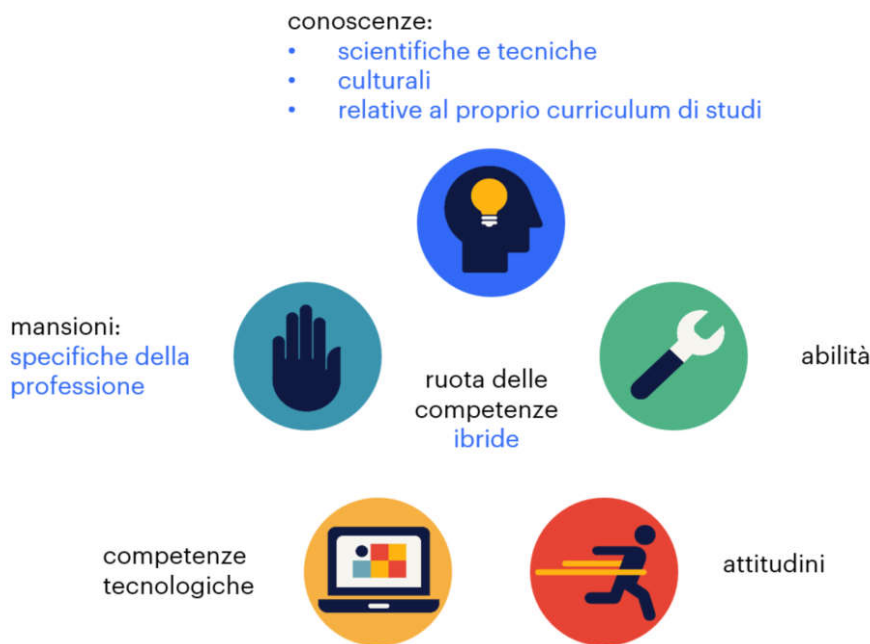 conoscenze:
• scientifiche e tecniche
• culturali
• relative al proprio curriculum di studi
mansioni:
specifiche della
professione
ruota delle
competenze
ibride
abilità
competenze
tecnologiche
attitudini